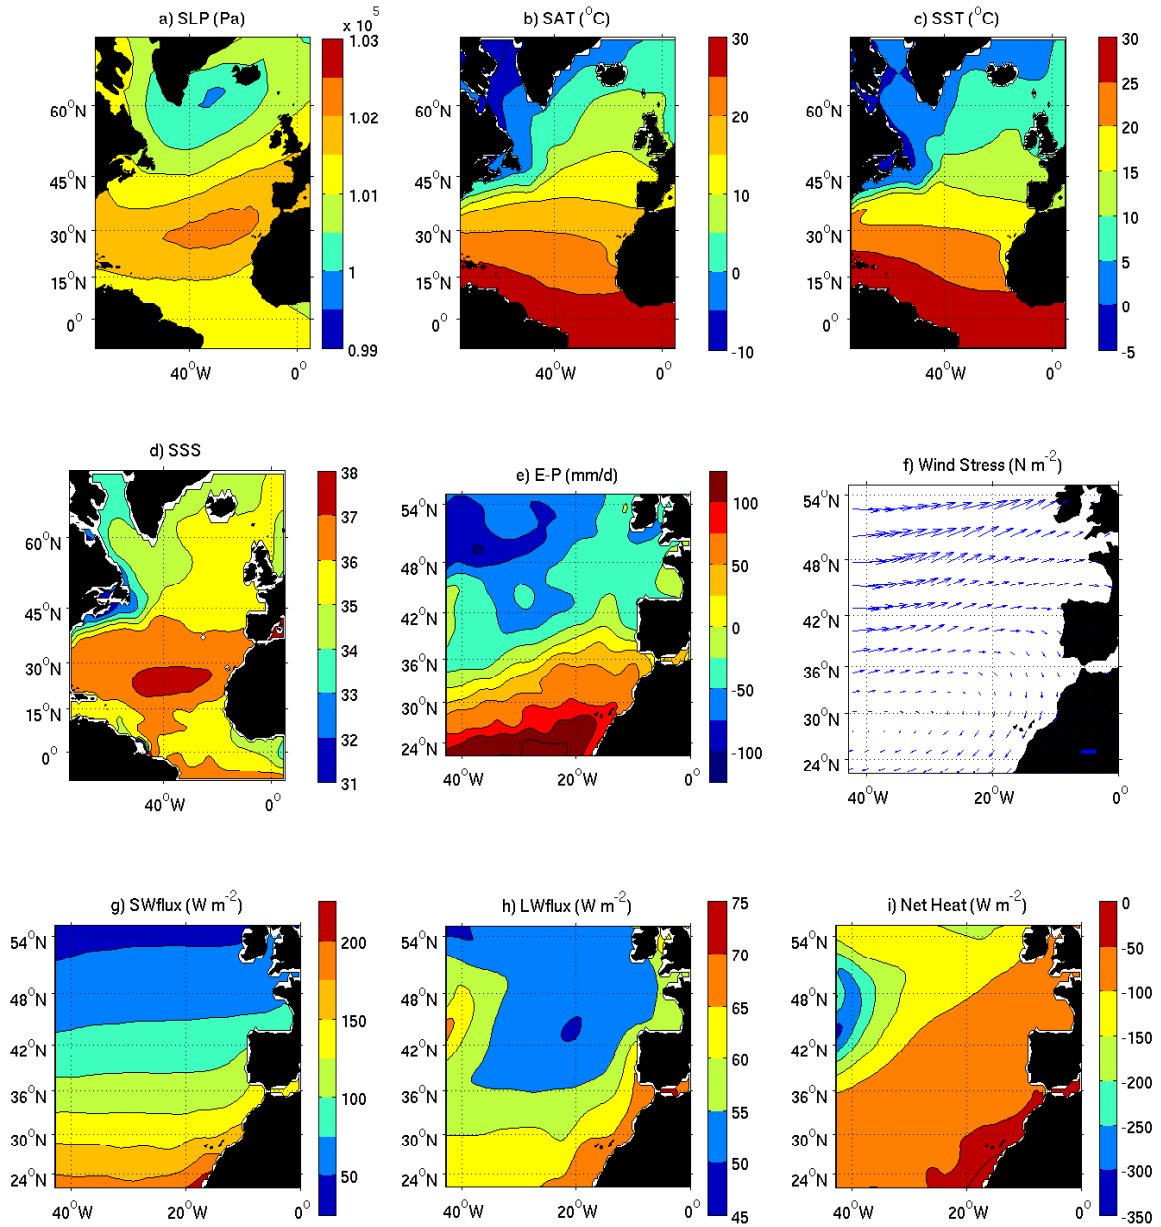 a) SLP (Pa)
x 10^5
1.03
1.02
1.01
1
0.99
60°N
45°N
30°N
15°N
0°
40°W
0°
b) SAT (°C)
30
20
10
0
-10
60°N
45°N
30°N
15°N
0°
40°W
0°
c) SST (°C)
30
25
20
15
10
5
0
-5
60°N
45°N
30°N
15°N
0°
40°W
0°
d) SSS
38
37
36
35
34
33
32
31
60°N
45°N
30°N
15°N
0°
40°W
0°
e) E-P (mm/d)
100
50
0
-50
-100
54°N
48°N
42°N
36°N
30°N
24°N
40°W
20°W
0°
f) Wind Stress (N m^-2)
54°N
48°N
42°N
36°N
30°N
24°N
40°W
20°W
0°
g) SWflux (W m^-2)
200
150
100
50
54°N
48°N
42°N
36°N
30°N
24°N
40°W
20°W
0°
h) LWflux (W m^-2)
75
70
65
60
55
50
45
54°N
48°N
42°N
36°N
30°N
24°N
40°W
20°W
0°
i) Net Heat (W m^-2)
0
-50
-100
-150
-200
-250
-300
-350
54°N
48°N
42°N
36°N
30°N
24°N
40°W
20°W
0°